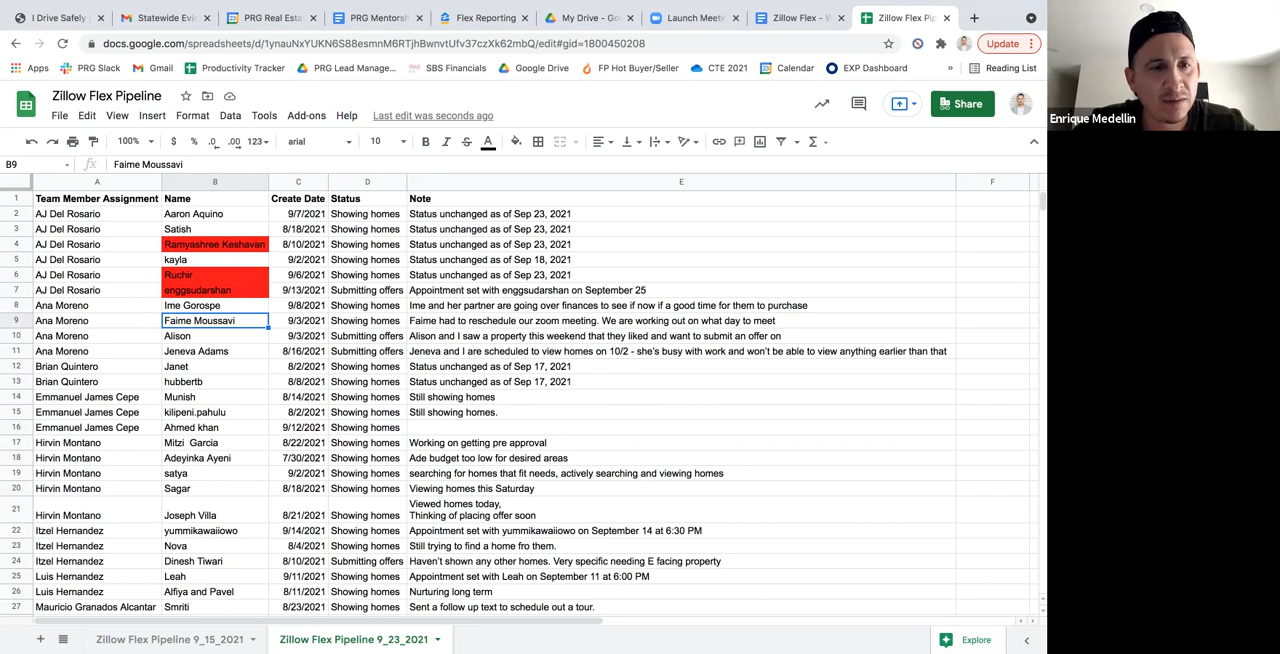 I Drive Safely
Statewide Evi
PRG Real Esta
PRG Mentorsh
Flex Reporting
My Drive - Go
Launch Meeti
Zillow Flex - W
Zillow Flex Pip
docs.google.com/spreadsheets/d/1ynauNxYUKN6S88esmnM6RTjhBwnvtUfv37czXk62mbQ/edit#gid=1800450208
Update
Apps
PRG Slack
Gmail
Productivity Tracker
PRG Lead Manage...
SBS Financials
Google Drive
FP Hot Buyer/Seller
CTE 2021
Calendar
EXP Dashboard
»
Reading List
Zillow Flex Pipeline
File Edit View Insert Format Data Tools Add-ons Help Last edit was seconds ago
Share
100% $ % .0 .00 123 arial 10 B I S A
B9 fx Faime Moussavi
A B C D E F
1 Team Member Assignment Name Create Date Status Note
2 AJ Del Rosario Aaron Aquino 9/7/2021 Showing homes Status unchanged as of Sep 23, 2021
3 AJ Del Rosario Satish 8/18/2021 Showing homes Status unchanged as of Sep 23, 2021
4 AJ Del Rosario Ramyashree Keshavan 8/10/2021 Showing homes Status unchanged as of Sep 23, 2021
5 AJ Del Rosario kayla 9/2/2021 Showing homes Status unchanged as of Sep 18, 2021
6 AJ Del Rosario Ruchir 9/6/2021 Showing homes Status unchanged as of Sep 23, 2021
7 AJ Del Rosario enggsudarshan 9/13/2021 Submitting offers Appointment set with enggsudarshan on September 25
8 Ana Moreno Ime Gorospe 9/8/2021 Showing homes Ime and her partner are going over finances to see if now if a good time for them to purchase
9 Ana Moreno Faime Moussavi 9/3/2021 Showing homes Faime had to reschedule our zoom meeting. We are working out on what day to meet
10 Ana Moreno Alison 9/3/2021 Submitting offers Alison and I saw a property this weekend that they liked and want to submit an offer on
11 Ana Moreno Jeneva Adams 8/16/2021 Submitting offers Jeneva and I are scheduled to view homes on 10/2 - she's busy with work and won't be able to view anything earlier than that
12 Brian Quintero Janet 8/2/2021 Showing homes Status unchanged as of Sep 17, 2021
13 Brian Quintero hubbertb 8/8/2021 Showing homes Status unchanged as of Sep 17, 2021
14 Emmanuel James Cepe Munish 8/14/2021 Showing homes Still showing homes
15 Emmanuel James Cepe kilipeni.pahulu 8/2/2021 Showing homes Still showing homes.
16 Emmanuel James Cepe Ahmed khan 9/12/2021 Showing homes
17 Hirvin Montano Mitzi Garcia 8/22/2021 Showing homes Working on getting pre approval
18 Hirvin Montano Adeyinka Ayeni 7/30/2021 Showing homes Ade budget too low for desired areas
19 Hirvin Montano satya 9/2/2021 Showing homes searching for homes that fit needs, actively searching and viewing homes
20 Hirvin Montano Sagar 8/18/2021 Showing homes Viewing homes this Saturday
Viewed homes today,
21 Hirvin Montano Joseph Villa 8/21/2021 Showing homes Thinking of placing offer soon
22 Itzel Hernandez yummikawaiiowo 9/14/2021 Showing homes Appointment set with yummikawaiiowo on September 14 at 6:30 PM
23 Itzel Hernandez Nova 8/4/2021 Showing homes Still trying to find a home fro them.
24 Itzel Hernandez Dinesh Tiwari 8/10/2021 Submitting offers Haven't shown any other homes. Very specific needing E facing property
25 Luis Hernandez Leah 9/11/2021 Showing homes Appointment set with Leah on September 11 at 6:00 PM
26 Luis Hernandez Alfiya and Pavel 8/11/2021 Showing homes Nurturing long term
27 Mauricio Granados Alcantar Smriti 8/23/2021 Showing homes Sent a follow up text to schedule out a tour.
Zillow Flex Pipeline 9_15_2021
Zillow Flex Pipeline 9_23_2021
Explore
Enrique Medellin